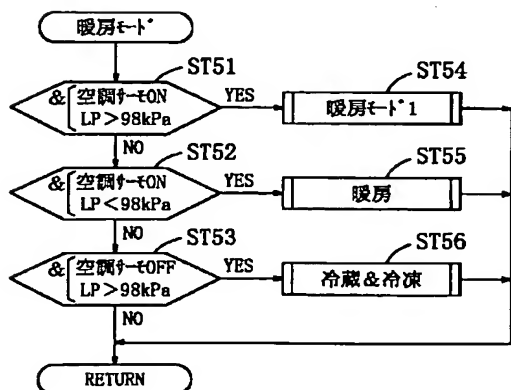 暖房ﾓｰﾄﾞ
ST51
& 空調ｻｰﾓON
LP＞98kPa
YES
ST54
暖房ﾓｰﾄﾞ1
NO
ST52
& 空調ｻｰﾓON
LP＜98kPa
YES
ST55
暖房
NO
ST53
& 空調ｻｰﾓOFF
LP＞98kPa
YES
ST56
冷蔵＆冷凍
NO
RETURN